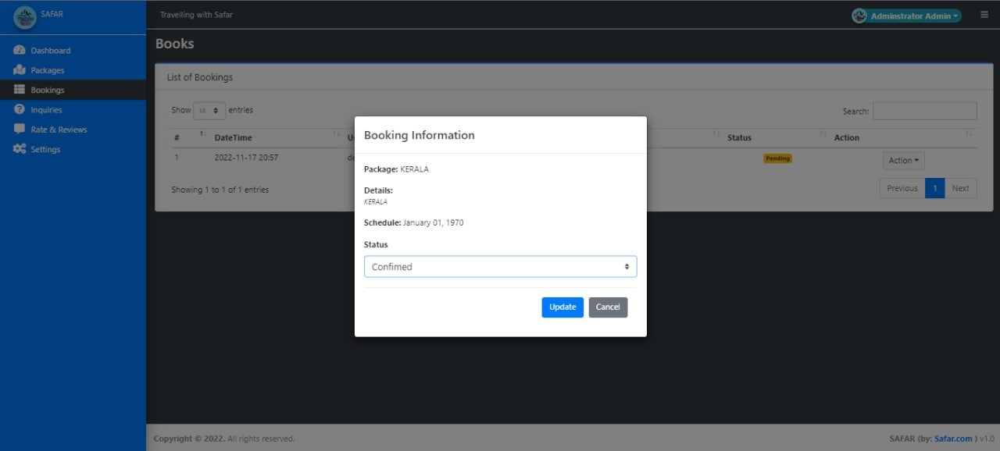 SAFAR
Travelling with Safar
Adminstrator Admin
Dashboard
Packages
Bookings
Inquiries
Rate & Reviews
Settings
Books
List of Bookings
Show 10 entries
Search:
# DateTime Status Action
1 2022-11-17 20:57 Pending Action
Showing 1 to 1 of 1 entries
Previous 1 Next
Booking Information
Package: KERALA
Details:
KERALA
Schedule: January 01, 1970
Status
Confimed
Update Cancel
Copyright © 2022. All rights reserved.
SAFAR (by: Safar.com ) v1.0